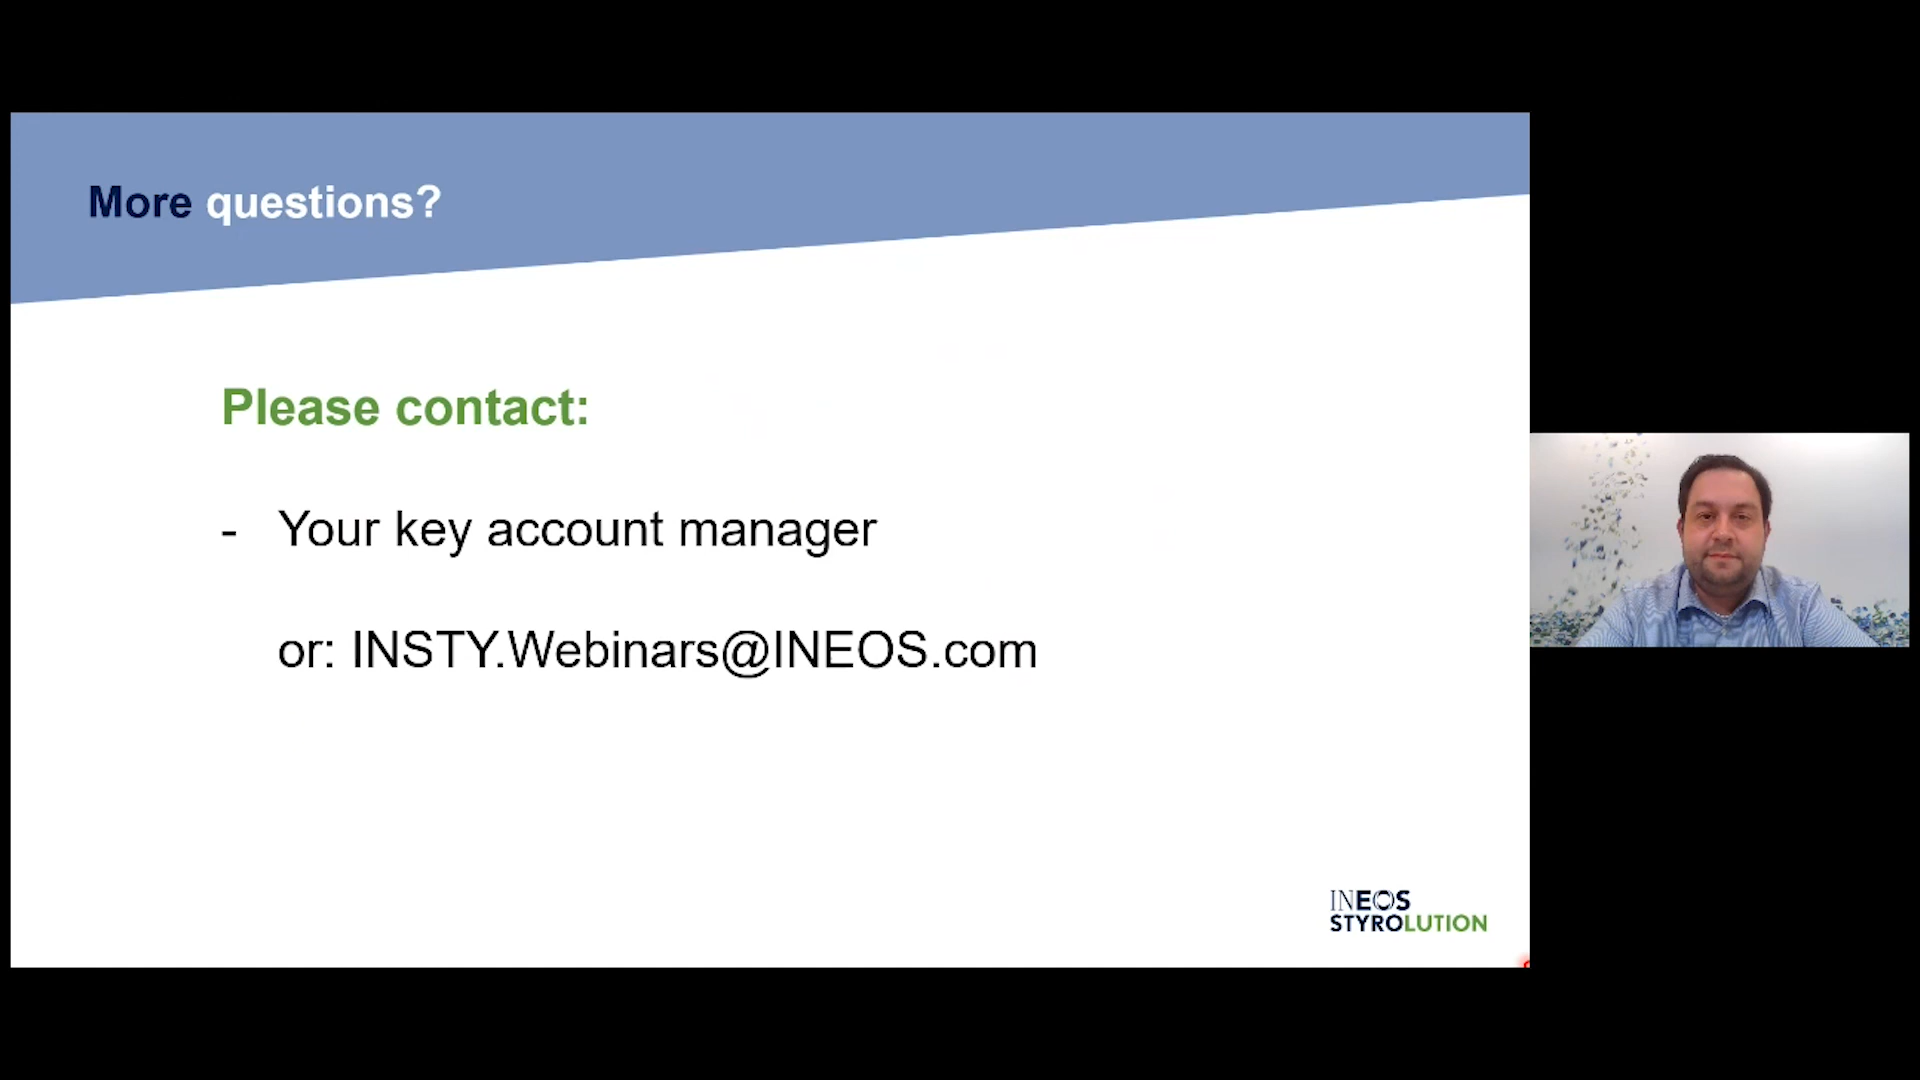 More questions?
Please contact:
- Your key account manager
or: INSTY.Webinars@INEOS.com
INEOS
STYROLUTION